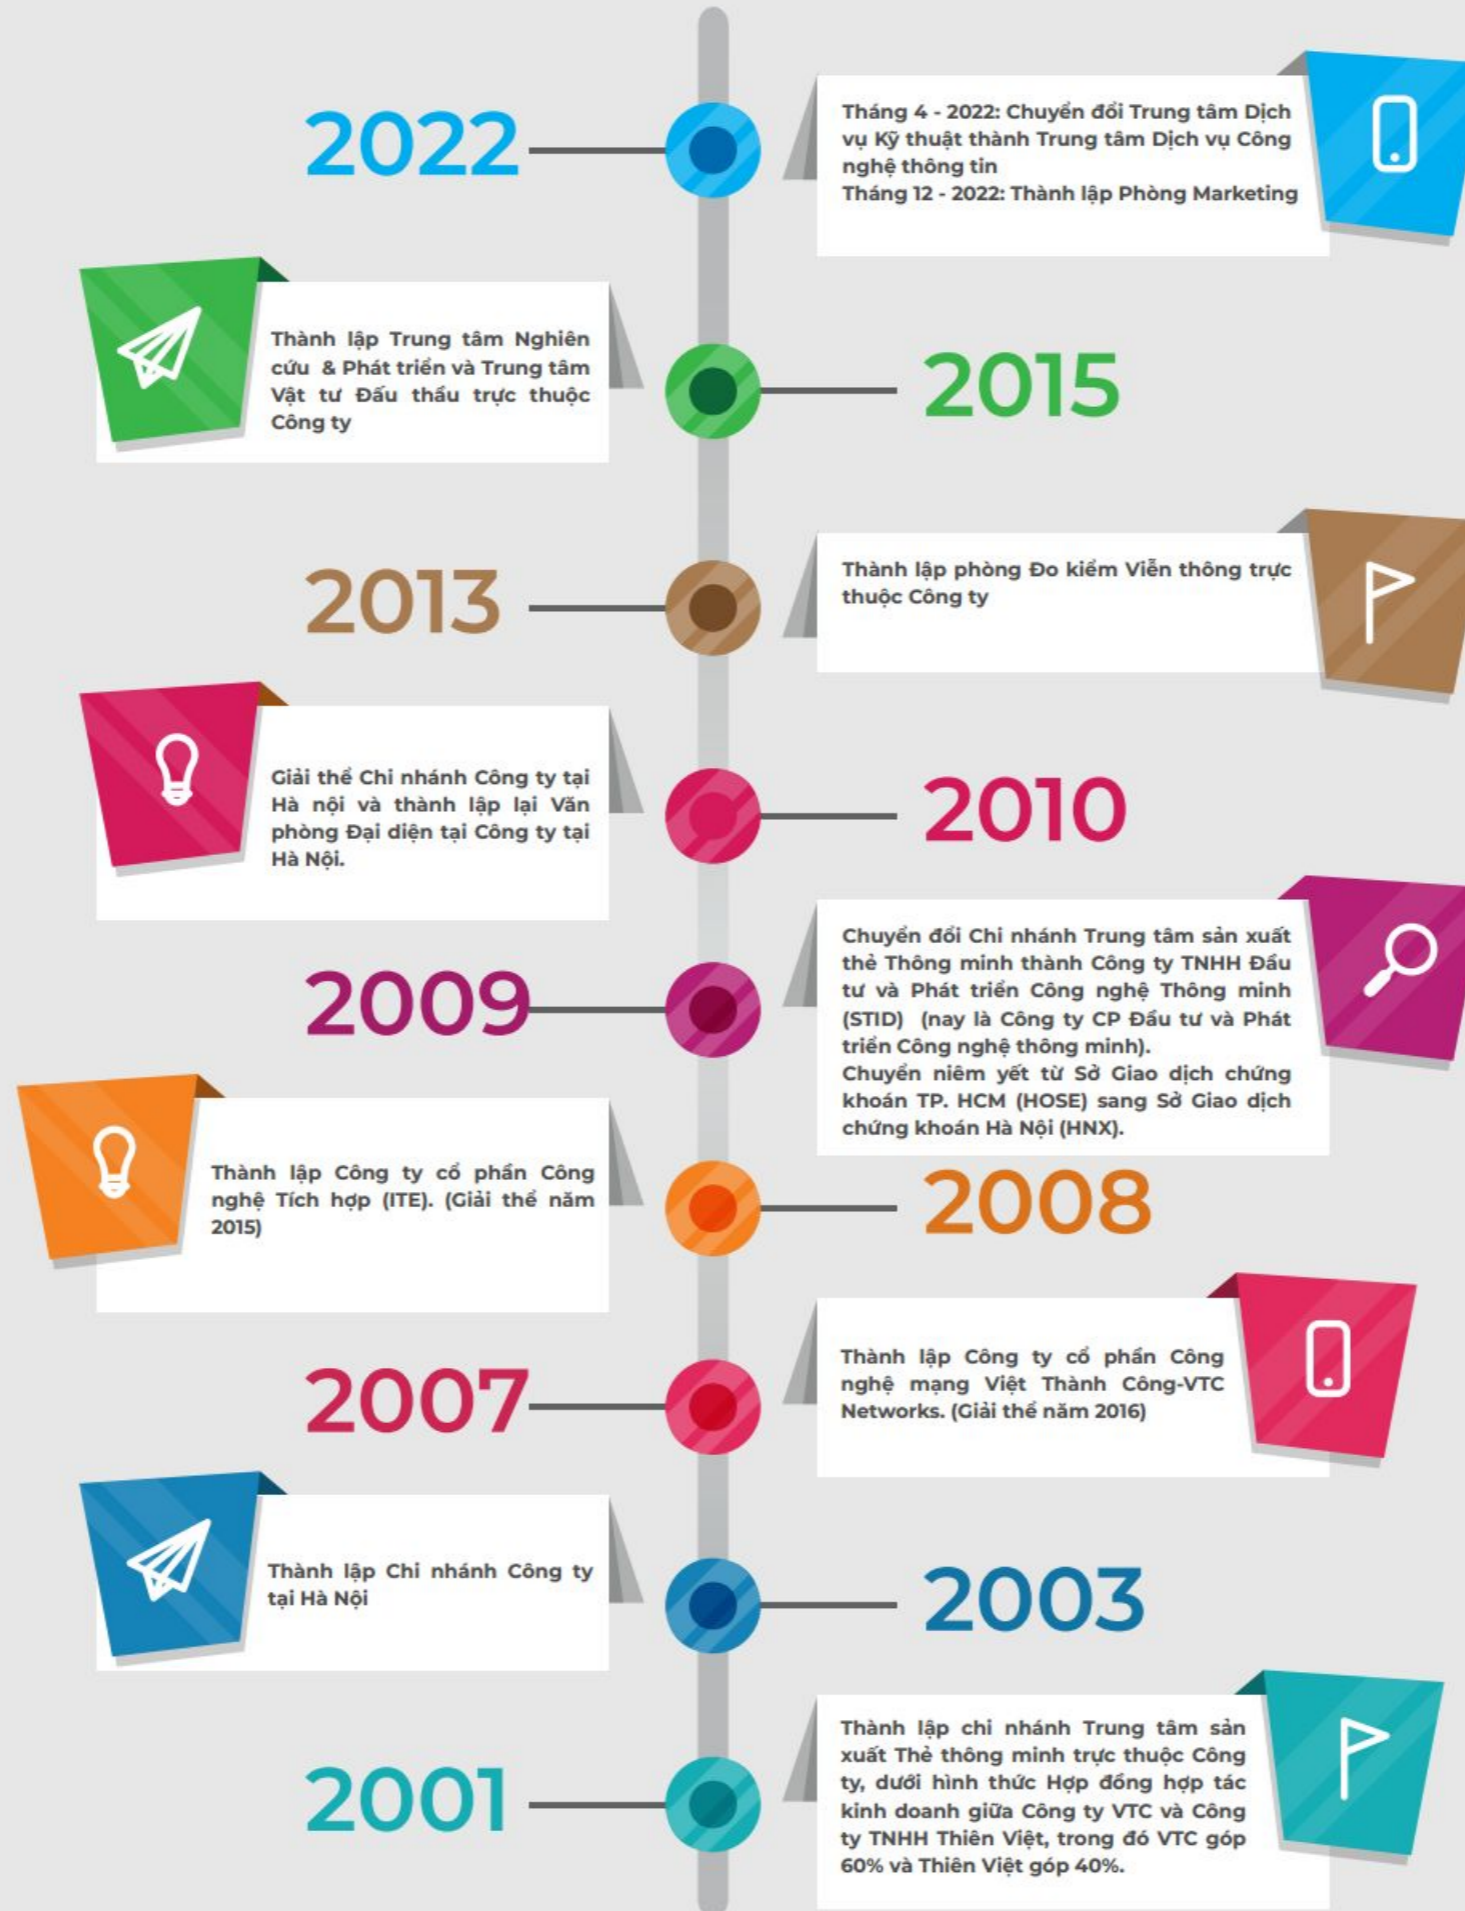 2022
Tháng 4 - 2022: Chuyển đổi Trung tâm Dịch
vụ Kỹ thuật thành Trung tâm Dịch vụ Công
nghệ thông tin
Tháng 12 - 2022: Thành lập Phòng Marketing
Thành lập Trung tâm Nghiên
cứu & Phát triển và Trung tâm
Vật tư Đấu thầu trực thuộc
Công ty
2015
2013
Thành lập phòng Đo kiểm Viễn thông trực
thuộc Công ty
Giải thể Chi nhánh Công ty tại
Hà nội và thành lập lại Văn
phòng Đại diện tại Công ty tại
Hà Nội.
2010
2009
Chuyển đổi Chi nhánh Trung tâm sản xuất
thẻ Thông minh thành Công ty TNHH Đầu
tư và Phát triển Công nghệ Thông minh
(STID) (nay là Công ty CP Đầu tư và Phát
triển Công nghệ thông minh).
Chuyển niêm yết từ Sở Giao dịch chứng
khoán TP. HCM (HOSE) sang Sở Giao dịch
chứng khoán Hà Nội (HNX).
Thành lập Công ty cổ phần Công
nghệ Tích hợp (ITE). (Giải thể năm
2015)
2008
2007
Thành lập Công ty cổ phần Công
nghệ mạng Việt Thành Công-VTC
Networks. (Giải thể năm 2016)
Thành lập Chi nhánh Công ty
tại Hà Nội
2003
2001
Thành lập chi nhánh Trung tâm sản
xuất Thẻ thông minh trực thuộc Công
ty, dưới hình thức Hợp đồng hợp tác
kinh doanh giữa Công ty VTC và Công
ty TNHH Thiên Việt, trong đó VTC góp
60% và Thiên Việt góp 40%.